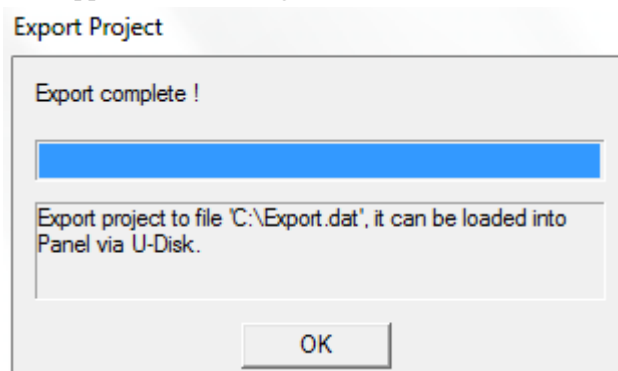 Export Project
Export complete !
Export project to file 'C:\Export.dat', it can be loaded into
Panel via U-Disk.
OK